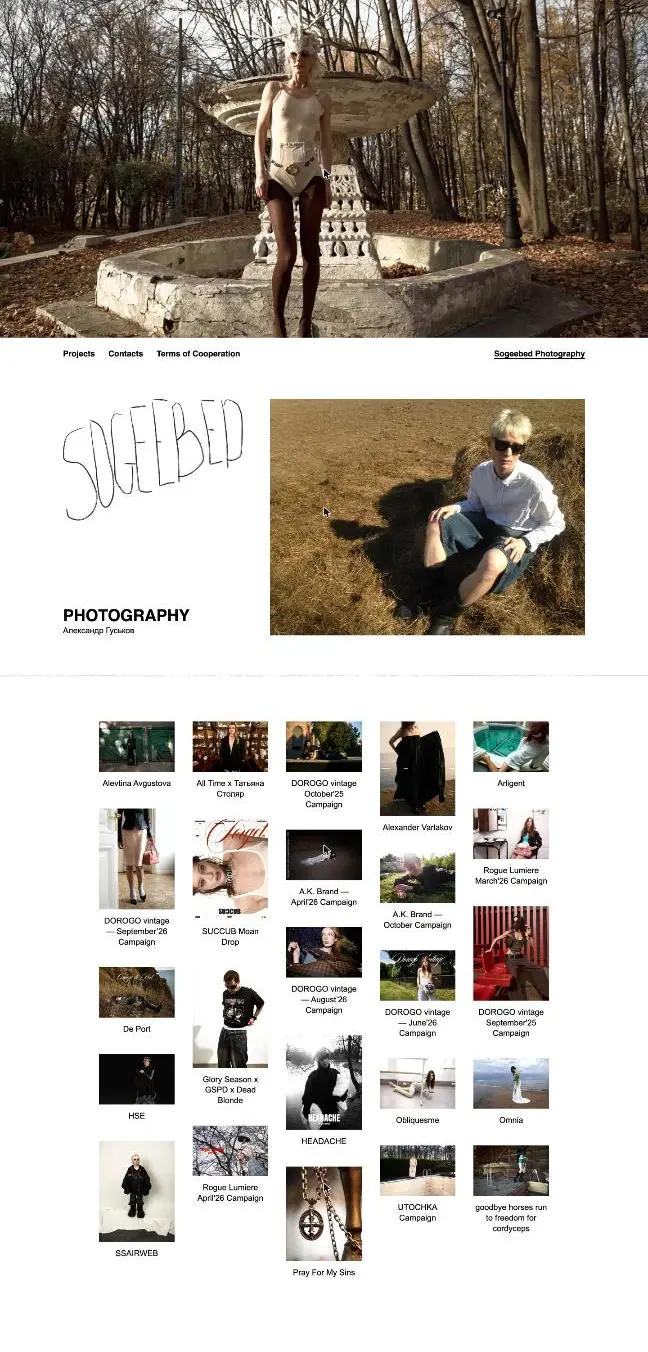 Projects
Contacts
Terms of Cooperation
Sogeebed Photography
SOGEEBED
PHOTOGRAPHY
Александр Гуськов
Alevtina Avgustova
DOROGO vintage
— September'26
Campaign
De Port
HSE
SSAIRWEB
All Time x Татьяна
Столяр
SUCCUB
SUCCUB Moan
Drop
Glory Season x
GSPD x Dead
Blonde
Rogue Lumiere
April'26 Campaign
DOROGO vintage
October'25
Campaign
A.K. Brand —
April'26 Campaign
DOROGO vintage
— August'26
Campaign
HEADACHE
HEADACHE
Pray For My Sins
Alexander Varlakov
A.K. Brand —
October Campaign
Dorogo vintage
DOROGO vintage
— June'26
Campaign
Obliquesme
UTOCHKA
Campaign
Arligent
Rogue Lumiere
March'26 Campaign
DOROGO vintage
September'25
Campaign
Omnia
goodbye horses run
to freedom for
cordyceps